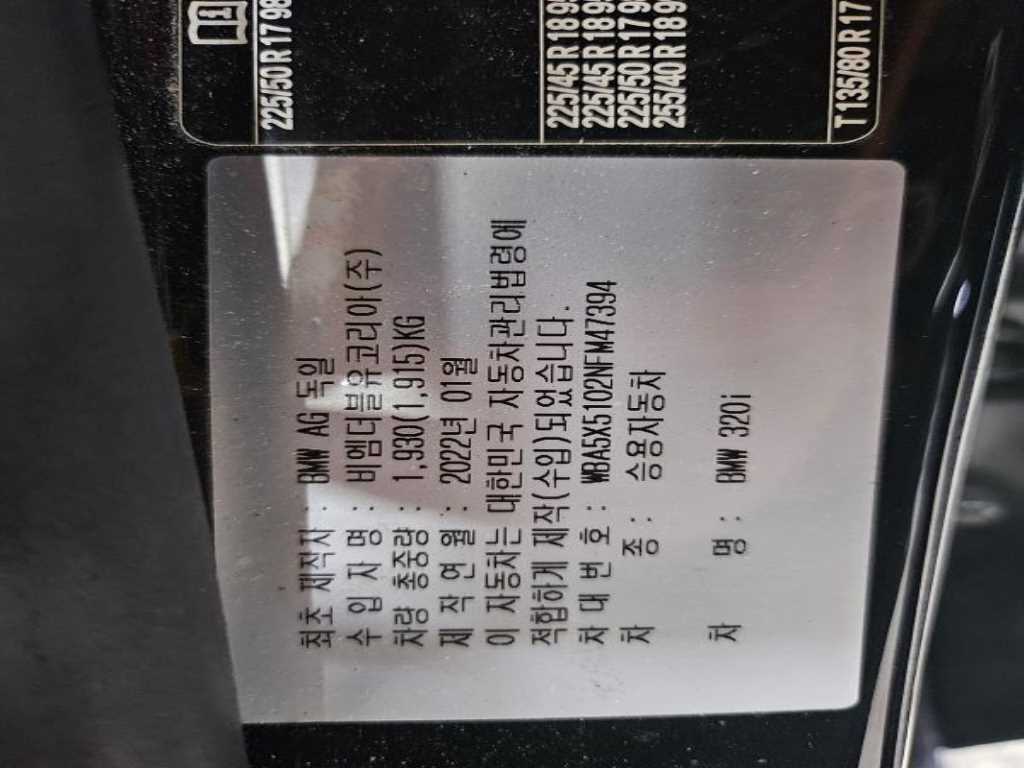 225/50 R 17 98
225/45 R 18 95
225/45 R 18 95
225/50 R 17 98
255/40 R 18 9
T 135/80 R 17
최초 제작자 : BMW AG 독일
수 입 자 명 : 비엠더블유코리아(주)
차량 총중량 : 1,930(1,915)KG
제 작 연 월 : 2022년 01월
이 자동차는 대한민국 자동차관리법령에
적합하게 제작(수입)되었습니다.
차 대 번 호 : WBA5X5102NFM47394
차 종 : 승용자동차
차 명 : BMW 320i